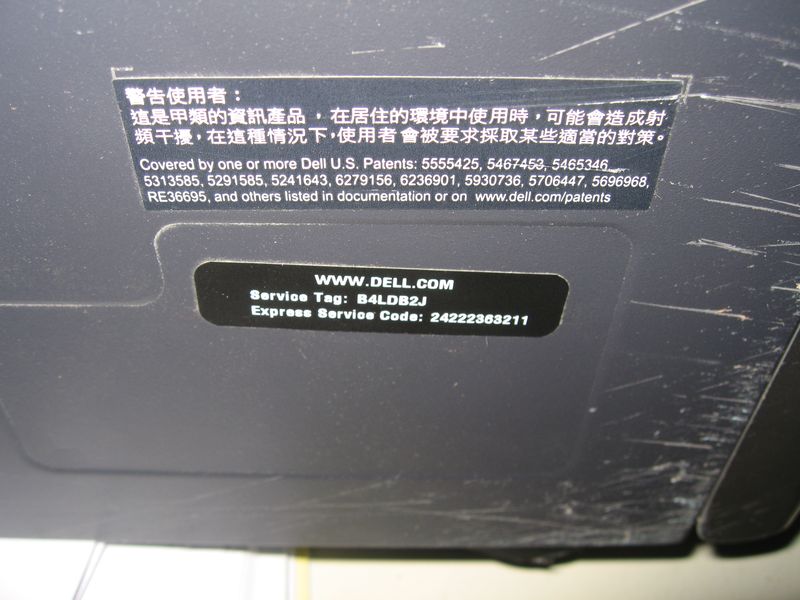 警告使用者：
這是甲類的資訊產品，在居住的環境中使用時，可能會造成射
頻干擾，在這種情況下，使用者會被要求採取某些適當的對策。
Covered by one or more Dell U.S. Patents: 5555425, 5467453, 5465346
5313585, 5291585, 5241643, 6279156, 6236901, 5930736, 5706447, 5696968,
RE36695, and others listed in documentation or on www.dell.com/patents
WWW.DELL.COM
Service Tag: B4LDB2J
Express Service Code: 24222363211